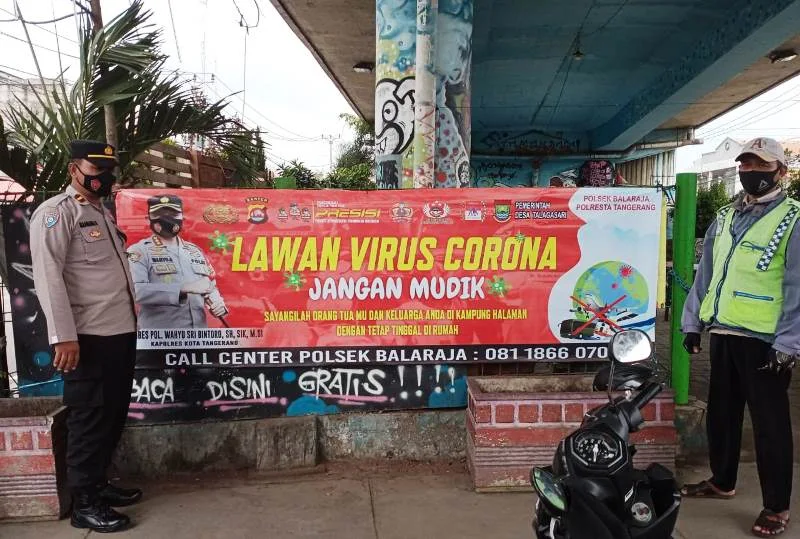 BANTEN
PRESISI
PEMERINTAH
DESA TALAGASARI
POLSEK BALARAJA
POLRESTA TANGERANG
LAWAN VIRUS CORONA
JANGAN MUDIK
SAYANGILAH ORANG TUA MU DAN KELUARGA ANDA DI KAMPUNG HALAMAN
DENGAN TETAP TINGGAL DI RUMAH
BES POL. WAHYU SRI BINTORO, SH, SIK, M.SI
KAPOLRES KOTA TANGERANG
CALL CENTER POLSEK BALARAJA : 081 1866 070
BACA DISINI GRATIS !!!!
A